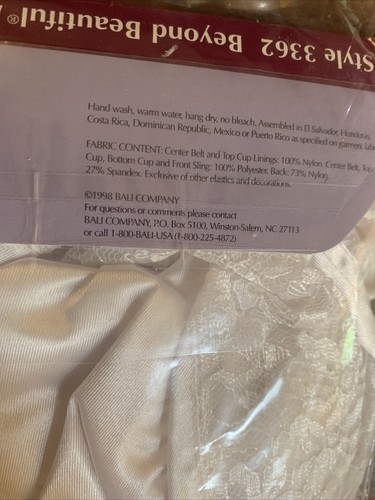 Style 3362 Beyond Beautiful®
Hand wash, warm water, hang dry, no bleach. Assembled in El Salvador, Honduras,
Costa Rica, Dominican Republic, Mexico or Puerto Rico as specified on garment label.
FABRIC CONTENT: Center Belt and Top Cup Linings: 100% Nylon. Center Belt, Top
Cup, Bottom Cup and Front Sling: 100% Polyester. Back: 73% Nylon,
27% Spandex. Exclusive of other elastics and decorations.
©1998 BALI COMPANY
For questions or comments please contact
BALI COMPANY, P.O. Box 5100, Winston-Salem, NC 27113
or call 1-800-BALI-USA (1-800-225-4872)